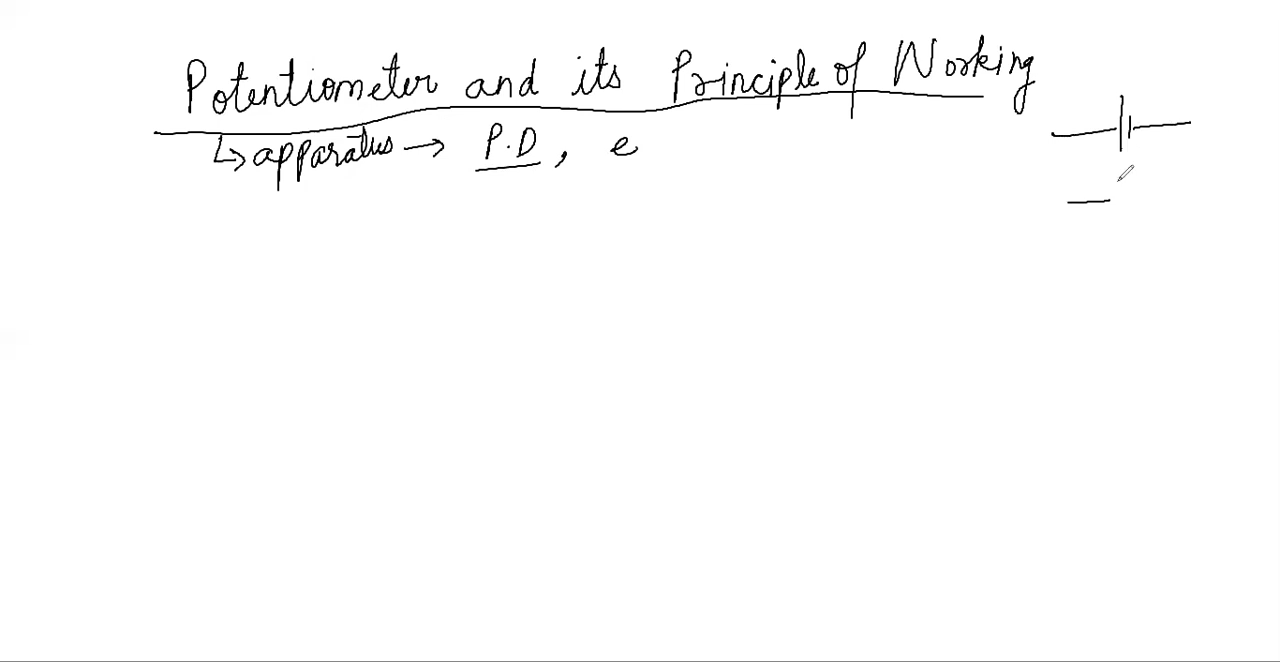 Potentiometer and its Principle of Working
↳ apparatus → P.D, e